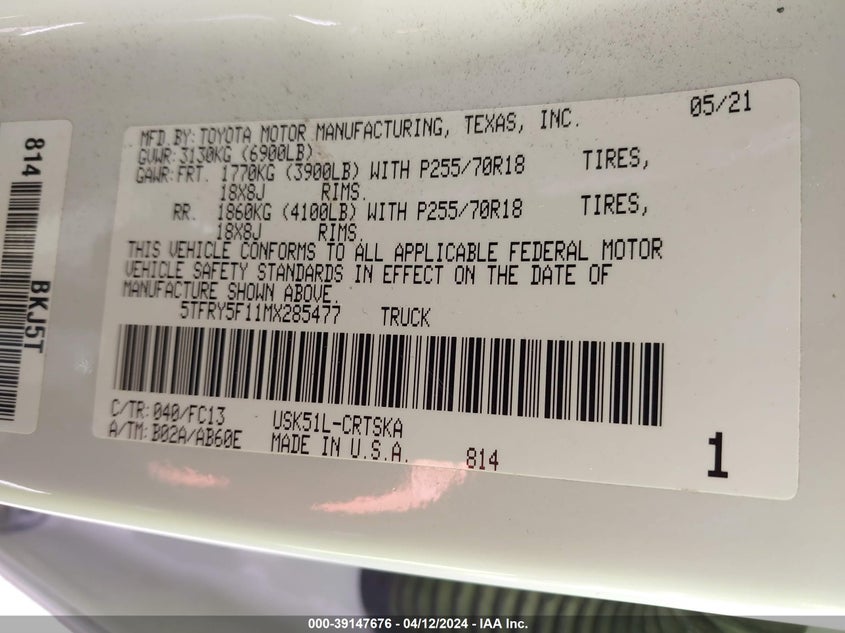 05/21
MFD.BY:TOYOTA MOTOR MANUFACTURING, TEXAS, INC.
GVWR:3130KG (6900LB)
GAWR:FRT. 1770KG (3900LB) WITH P255/70R18 TIRES,
18X8J RIMS.
RR. 1860KG (4100LB) WITH P255/70R18 TIRES,
18X8J RIMS.
THIS VEHICLE CONFORMS TO ALL APPLICABLE FEDERAL MOTOR
VEHICLE SAFETY STANDARDS IN EFFECT ON THE DATE OF
MANUFACTURE SHOWN ABOVE.
5TFRY5F11MX285477 TRUCK
C/TR:040/FC13 USK51L-CRTSKA
A/TM:B02A/AB60E MADE IN U.S.A. 814
1
814
BKJ5T
000-39147676 - 04/12/2024 - IAA Inc.